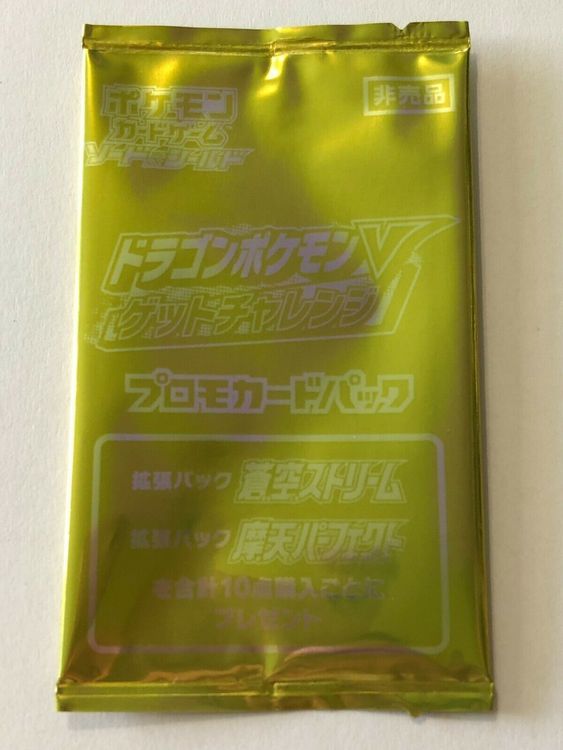 ポケモン
カードゲーム
ソード&シールド
非売品
ドラゴンポケモンV
ゲットチャレンジ
プロモカードパック
拡張パック 蒼空ストリーム
拡張パック 摩天パーフェクト
を合計10点購入ごとに
プレゼント